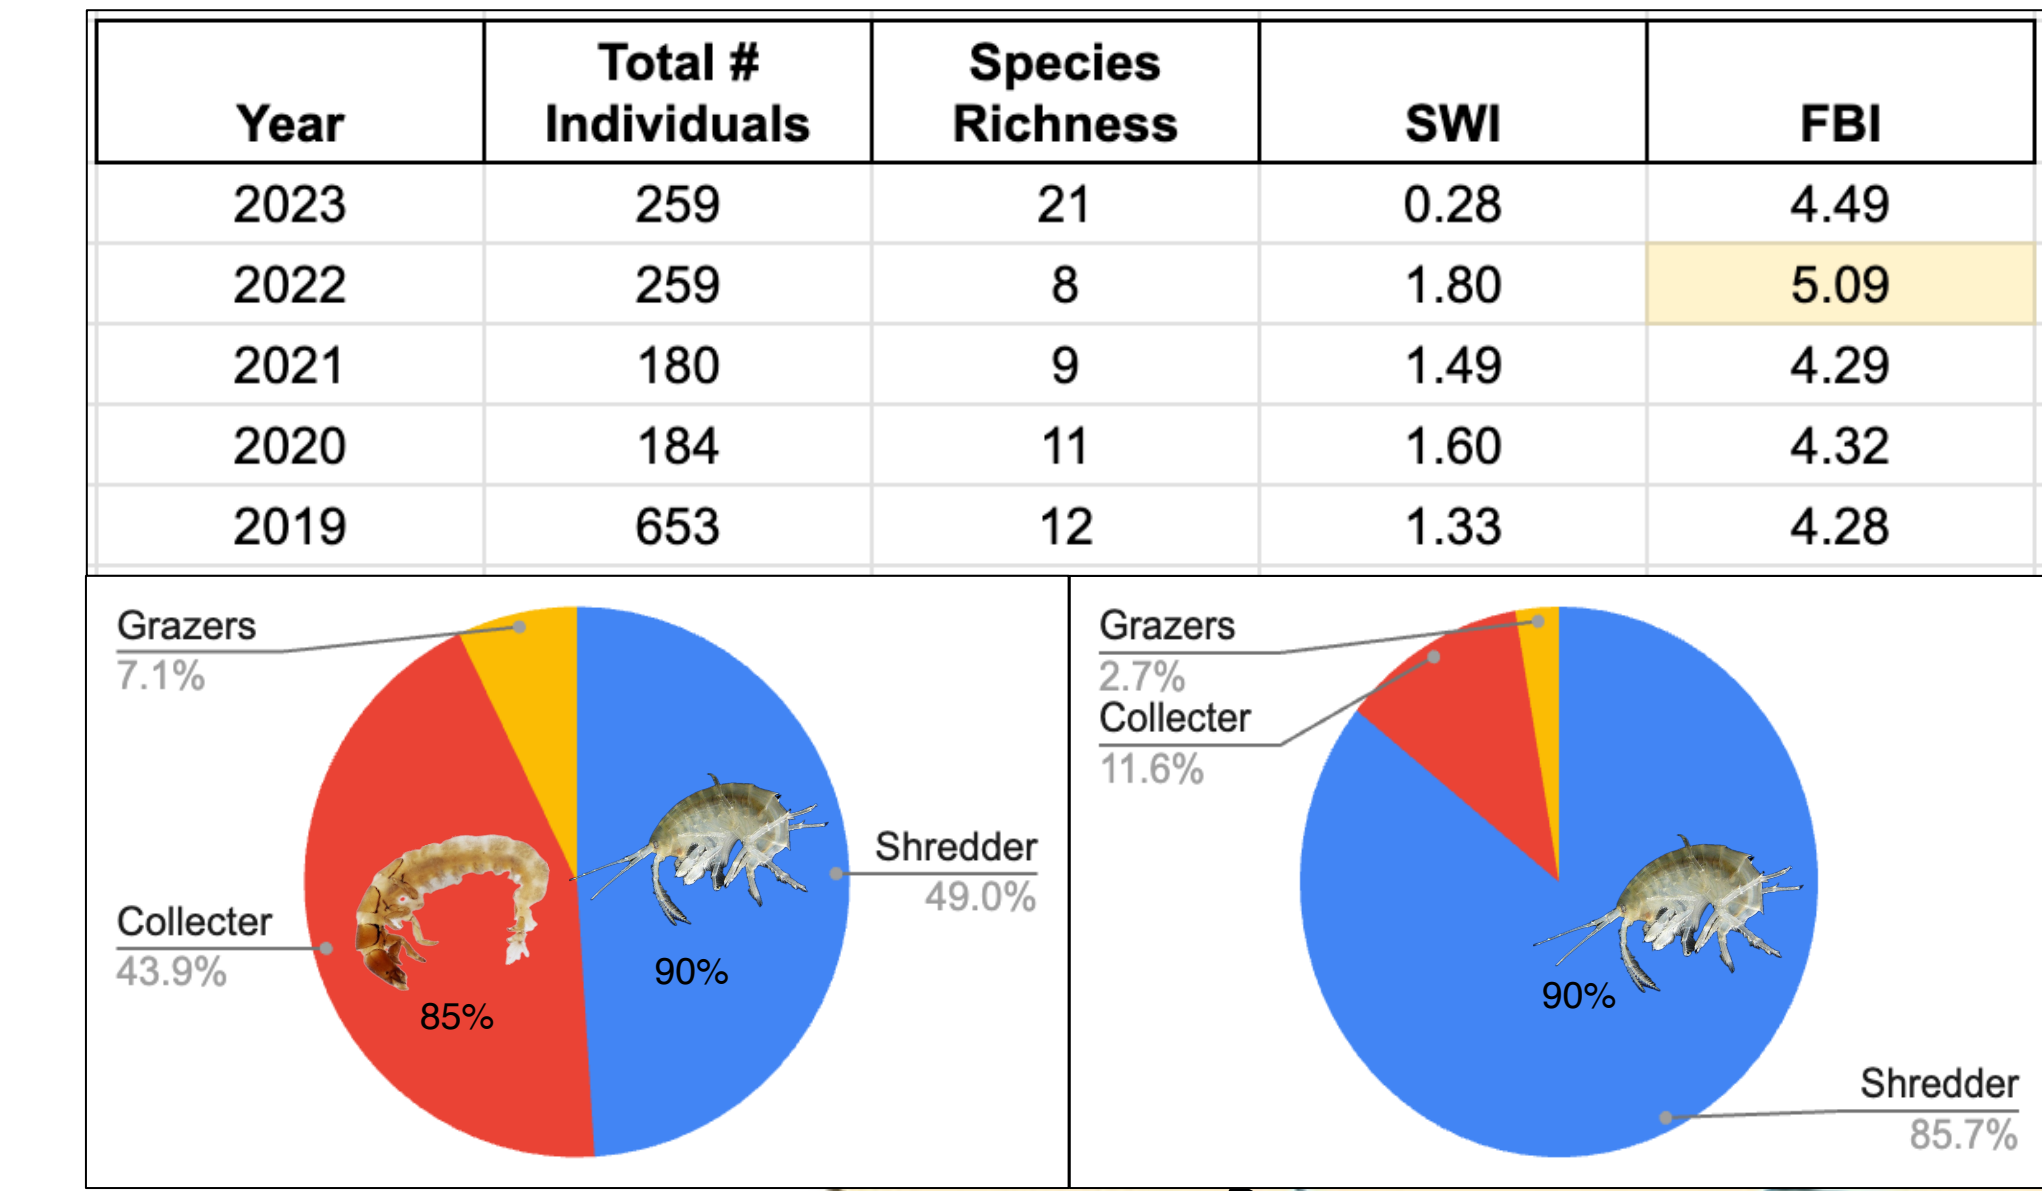 Year Total # Individuals Species Richness SWI FBI
2023 259 21 0.28 4.49
2022 259 8 1.80 5.09
2021 180 9 1.49 4.29
2020 184 11 1.60 4.32
2019 653 12 1.33 4.28
Grazers
7.1%
Collecter
43.9%
85%
90%
Shredder
49.0%
Grazers
2.7%
Collecter
11.6%
90%
Shredder
85.7%